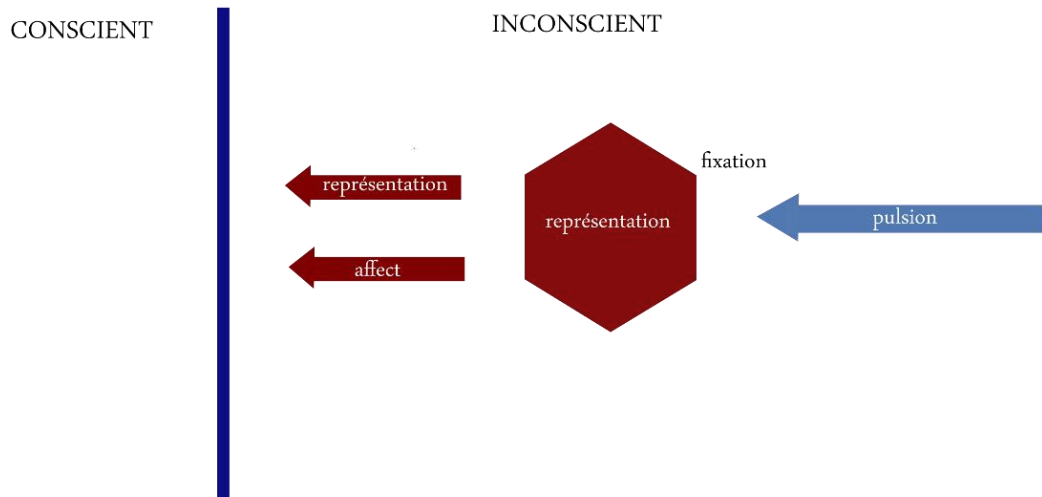 CONSCIENT
INCONSCIENT
fixation
représentation
représentation
pulsion
affect